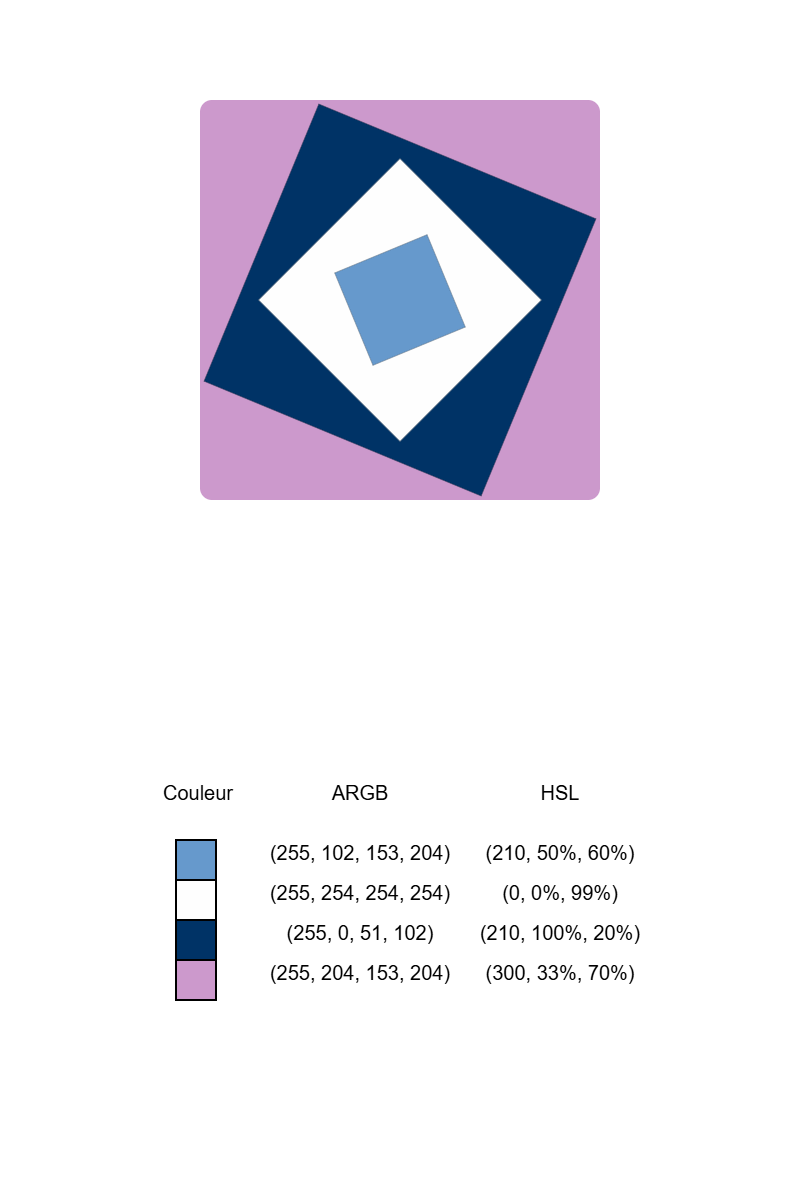 Couleur ARGB HSL
(255, 102, 153, 204) (210, 50%, 60%)
(255, 254, 254, 254) (0, 0%, 99%)
(255, 0, 51, 102) (210, 100%, 20%)
(255, 204, 153, 204) (300, 33%, 70%)